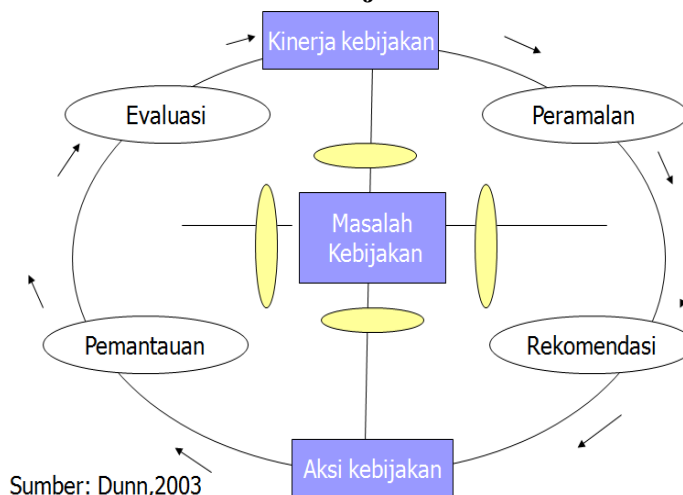 Kinerja kebijakan
Evaluasi
Peramalan
Masalah
Kebijakan
Pemantauan
Rekomendasi
Aksi kebijakan
Sumber: Dunn,2003